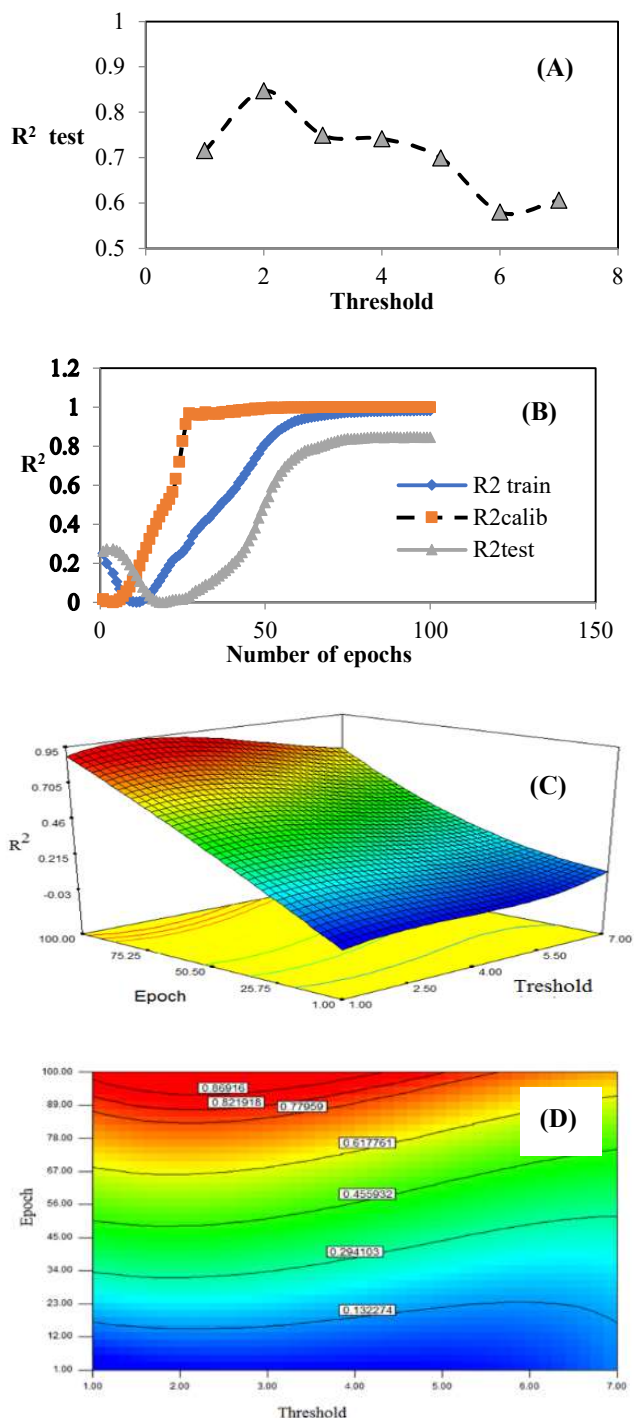 1
0.9
0.8
0.7
0.6
0.5
R² test
(A)
0 2 4 6 8
Threshold
1.2
1
0.8
0.6
0.4
0.2
0
R²
(B)
R2 train
R2calib
R2test
0 50 100 150
Number of epochs
0.95
0.705
0.46
0.215
-0.03
R²
(C)
100.00 75.25 50.50 25.75 1.00
1.00 2.50 4.00 5.50 7.00
Epoch
Treshold
100.00
89.00
78.00
67.00
56.00
45.00
34.00
23.00
12.00
1.00
Epoch
(D)
0.86916
0.821918
0.77959
0.617761
0.455932
0.294103
0.132274
1.00 2.00 3.00 4.00 5.00 6.00 7.00
Threshold